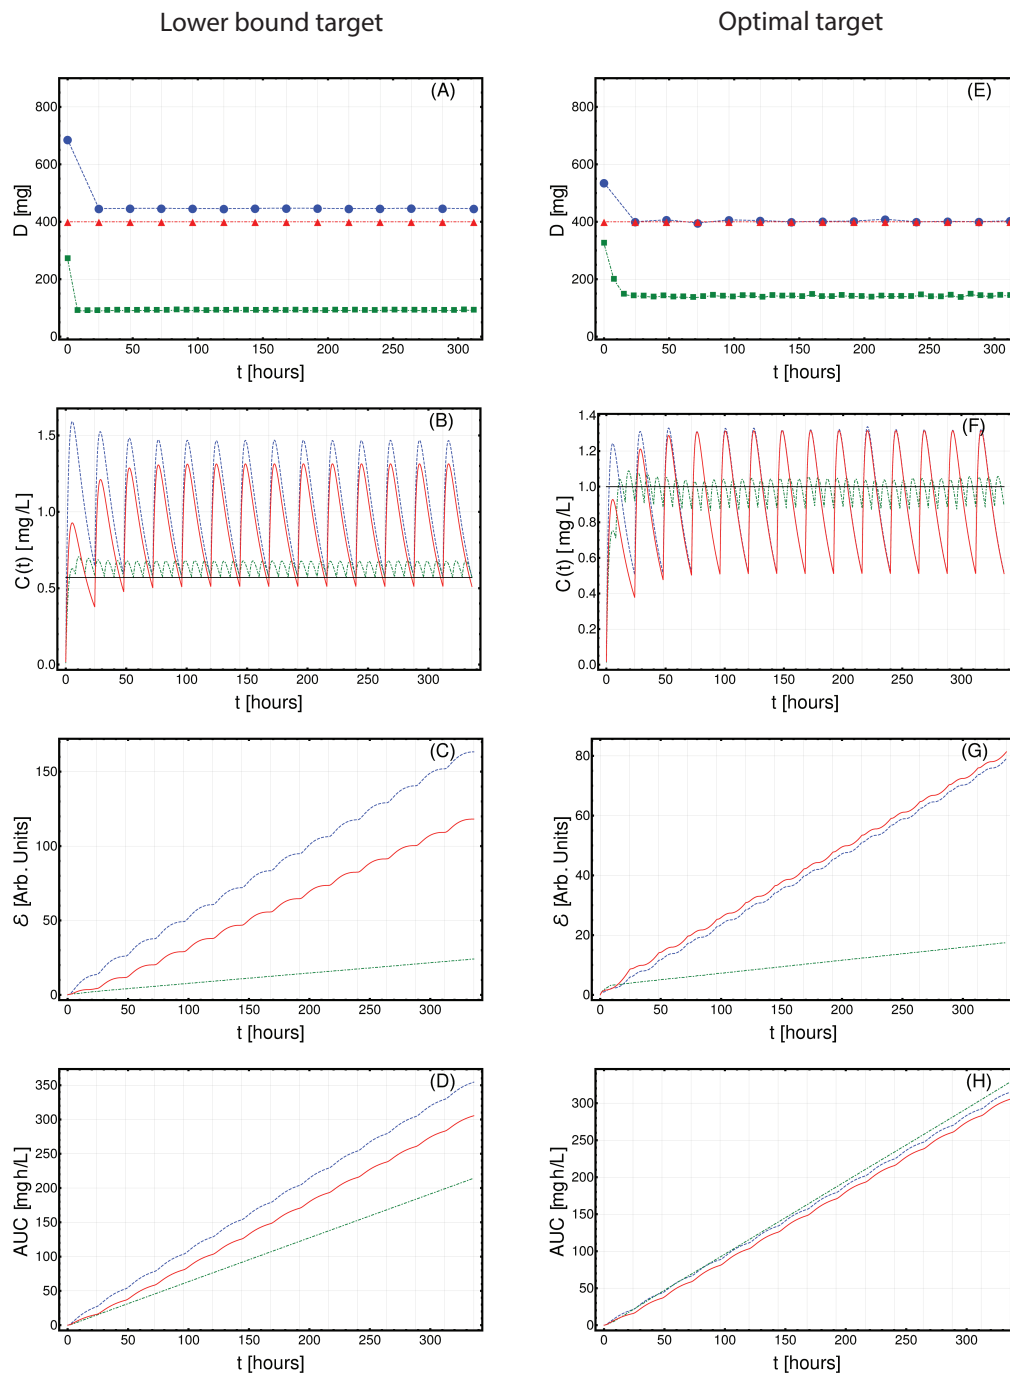 Lower bound target
Optimal target
(A)
800
600
400
200
0
D [mg]
0 50 100 150 200 250 300
t [hours]
(E)
800
600
400
200
0
D [mg]
0 50 100 150 200 250 300
t [hours]
(B)
1.5
1.0
0.5
0.0
C(t) [mg/L]
0 50 100 150 200 250 300
t [hours]
(F)
1.4
1.2
1.0
0.8
0.6
0.4
0.2
0.0
C(t) [mg/L]
0 50 100 150 200 250 300
t [hours]
(C)
150
100
50
0
ℰ [Arb. Units]
0 50 100 150 200 250 300
t [hours]
(G)
80
60
40
20
0
ℰ [Arb. Units]
0 50 100 150 200 250 300
t [hours]
(D)
350
300
250
200
150
100
50
0
AUC [mgh/L]
0 50 100 150 200 250 300
t [hours]
(H)
300
250
200
150
100
50
0
AUC [mgh/L]
0 50 100 150 200 250 300
t [hours]